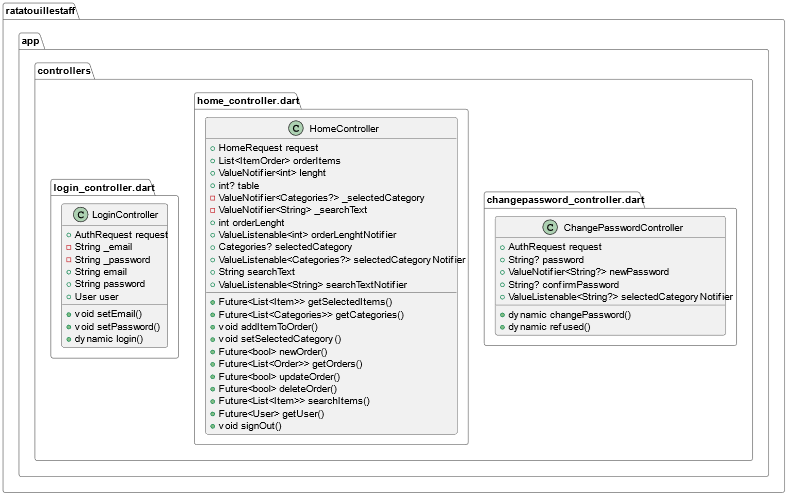 ratatouillestaff
app
controllers
login_controller.dart
C LoginController
AuthRequest request
String _email
String _password
String email
String password
User user
void setEmail()
void setPassword()
dynamic login()
home_controller.dart
C HomeController
HomeRequest request
List<ItemOrder> orderItems
ValueNotifier<int> lenght
int? table
ValueNotifier<Categories?> _selectedCategory
ValueNotifier<String> _searchText
int orderLenght
ValueListenable<int> orderLenghtNotifier
Categories? selectedCategory
ValueListenable<Categories?> selectedCategoryNotifier
String searchText
ValueListenable<String> searchTextNotifier
Future<List<Item>> getSelectedItems()
Future<List<Categories>> getCategories()
void addItemToOrder()
void setSelectedCategory()
Future<bool> newOrder()
Future<List<Order>> getOrders()
Future<bool> updateOrder()
Future<bool> deleteOrder()
Future<List<Item>> searchItems()
Future<User> getUser()
void signOut()
changepassword_controller.dart
C ChangePasswordController
AuthRequest request
String? password
ValueNotifier<String?> newPassword
String? confirmPassword
ValueListenable<String?> selectedCategoryNotifier
dynamic changePassword()
dynamic refused()